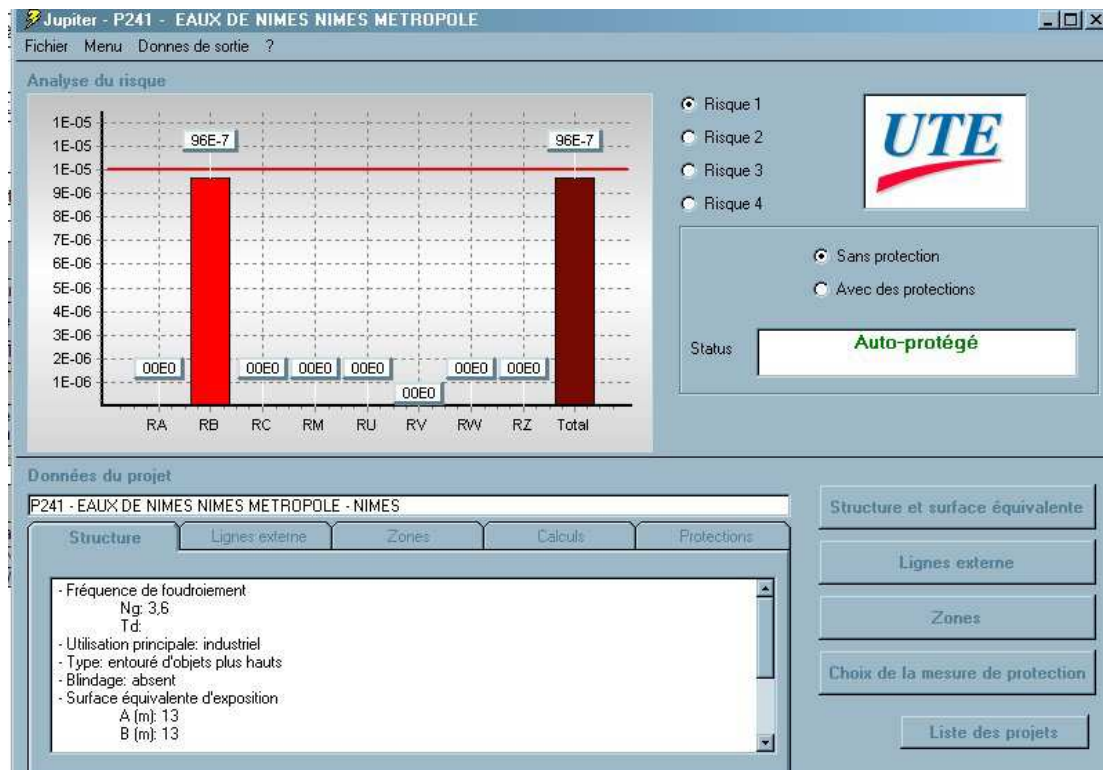 Jupiter - P241 - EAUX DE NIMES NIMES METROPOLE
Fichier Menu Donnes de sortie ?
Analyse du risque
1E-05
1E-05
1E-05
9E-06
8E-06
7E-06
6E-06
5E-06
4E-06
3E-06
2E-06
1E-06
96E-7
96E-7
00E0
00E0
00E0
00E0
00E0
00E0
00E0
RA RB RC RM RU RV RW RZ Total
Risque 1
Risque 2
Risque 3
Risque 4
UTE
Sans protection
Avec des protections
Status
Auto-protégé
Données du projet
P241 - EAUX DE NIMES NIMES METROPOLE - NIMES
Structure Lignes externe Zones Calculs Protections
- Fréquence de foudroiement
Ng: 3,6
Td:
- Utilisation principale: industriel
- Type: entouré d'objets plus hauts
- Blindage: absent
- Surface équivalente d'exposition
A (m): 13
B (m): 13
Structure et surface équivalente
Lignes externe
Zones
Choix de la mesure de protection
Liste des projets